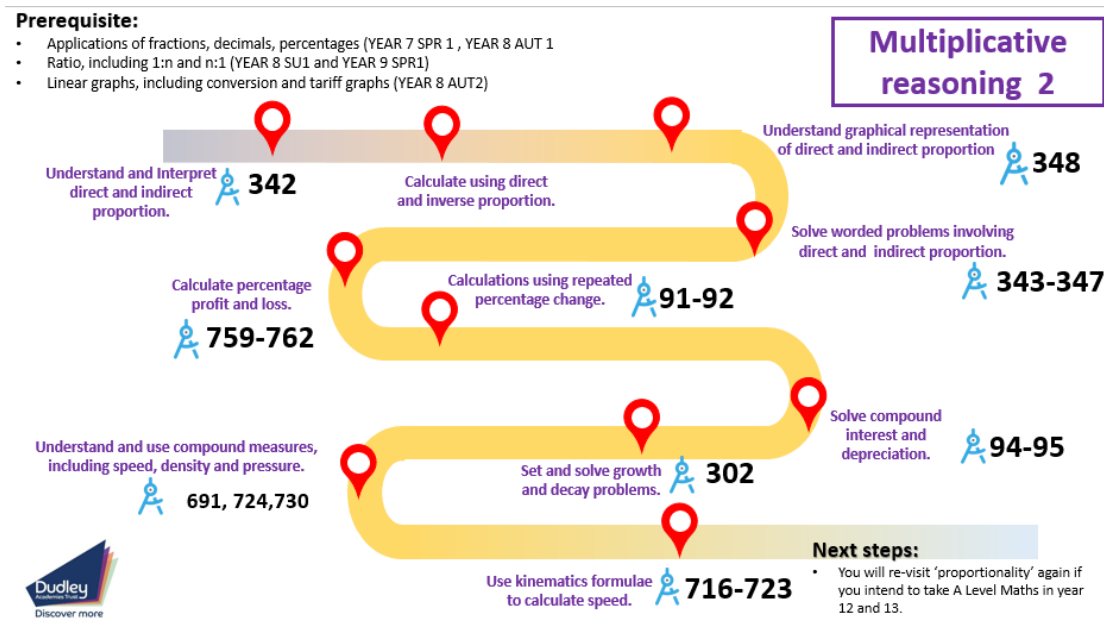 Prerequisite:
• Applications of fractions, decimals, percentages (YEAR 7 SPR 1 , YEAR 8 AUT 1
• Ratio, including 1:n and n:1 (YEAR 8 SU1 and YEAR 9 SPR1)
• Linear graphs, including conversion and tariff graphs (YEAR 8 AUT2)
Multiplicative
reasoning 2
Understand and Interpret
direct and indirect
proportion.
342
Calculate using direct
and inverse proportion.
Understand graphical representation
of direct and indirect proportion
348
Solve worded problems involving
direct and indirect proportion.
343-347
Calculations using repeated
percentage change.
91-92
Calculate percentage
profit and loss.
759-762
Solve compound
interest and
depreciation.
94-95
Set and solve growth
and decay problems.
302
Understand and use compound measures,
including speed, density and pressure.
691, 724,730
Use kinematics formulae
to calculate speed.
716-723
Next steps:
• You will re-visit ‘proportionality’ again if
you intend to take A Level Maths in year
12 and 13.
Dudley
Academies Trust
Discover more